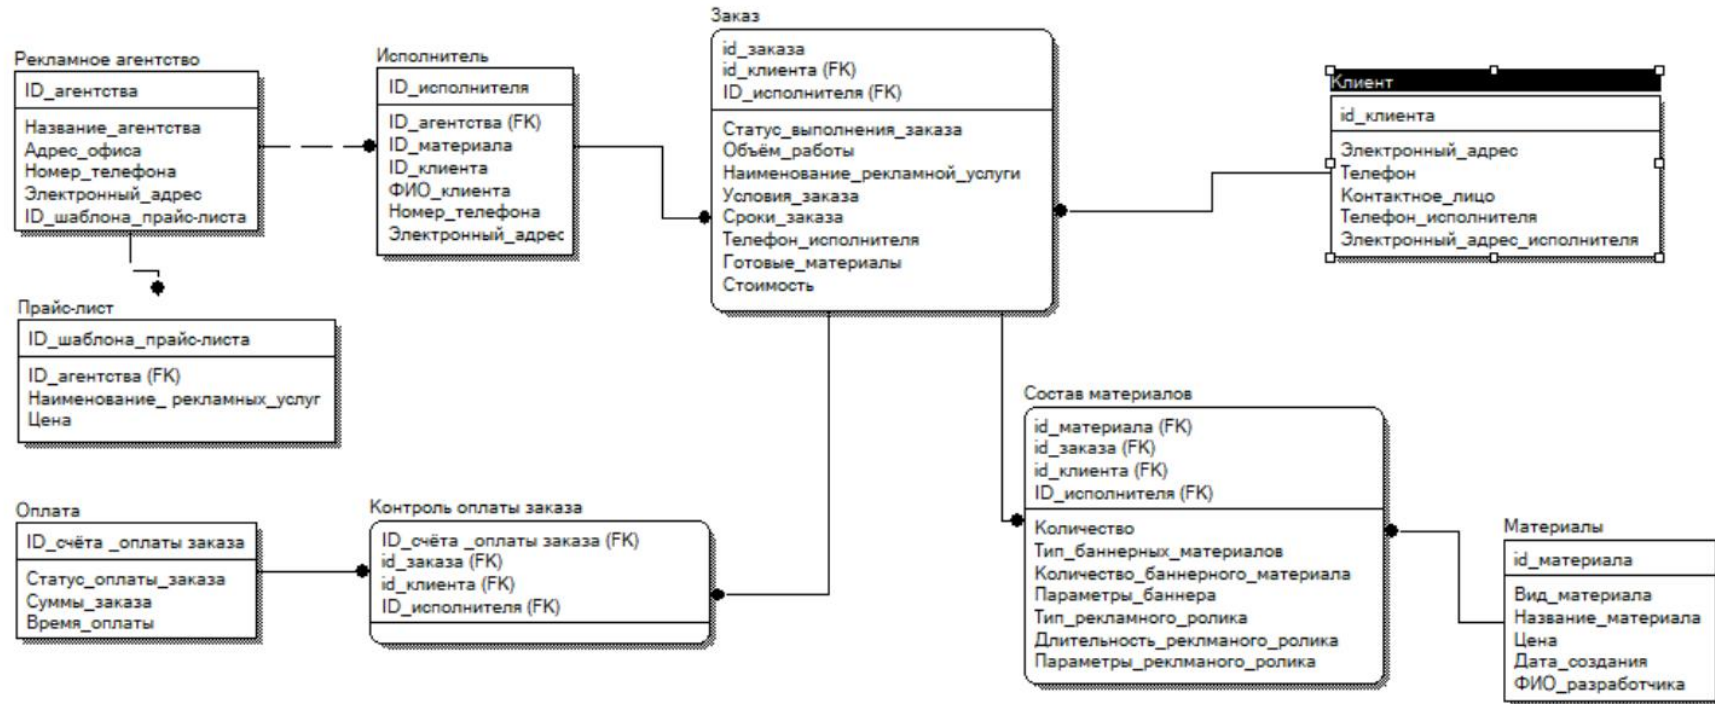 Рекламное агентство
ID_агентства
Название_агентства
Адрес_офиса
Номер_телефона
Электронный_адрес
ID_шаблона_прайс-листа
Исполнитель
ID_исполнителя
ID_агентства (FK)
ID_материала
ID_клиента
ФИО_клиента
Номер_телефона
Электронный_адрес
Заказ
id_заказа
id_клиента (FK)
ID_исполнителя (FK)
Статус_выполнения_заказа
Объём_работы
Наименование_рекламной_услуги
Условия_заказа
Сроки_заказа
Телефон_исполнителя
Готовые_материалы
Стоимость
Клиент
id_клиента
Электронный_адрес
Телефон
Контактное_лицо
Телефон_исполнителя
Электронный_адрес_исполнителя
Прайс-лист
ID_шаблона_прайс-листа
ID_агентства (FK)
Наименование_ рекламных_услуг
Цена
Оплата
ID_счёта _оплаты заказа
Статус_оплаты_заказа
Суммы_заказа
Время_оплаты
Контроль оплаты заказа
ID_счёта _оплаты заказа (FK)
id_заказа (FK)
id_клиента (FK)
ID_исполнителя (FK)
Состав материалов
id_материала (FK)
id_заказа (FK)
id_клиента (FK)
ID_исполнителя (FK)
Количество
Тип_баннерных_материалов
Количество_баннерного_материала
Параметры_баннера
Тип_рекламного_ролика
Длительность_реклманого_ролика
Параметры_реклманого_ролика
Материалы
id_материала
Вид_материала
Название_материала
Цена
Дата_создания
ФИО_разработчика